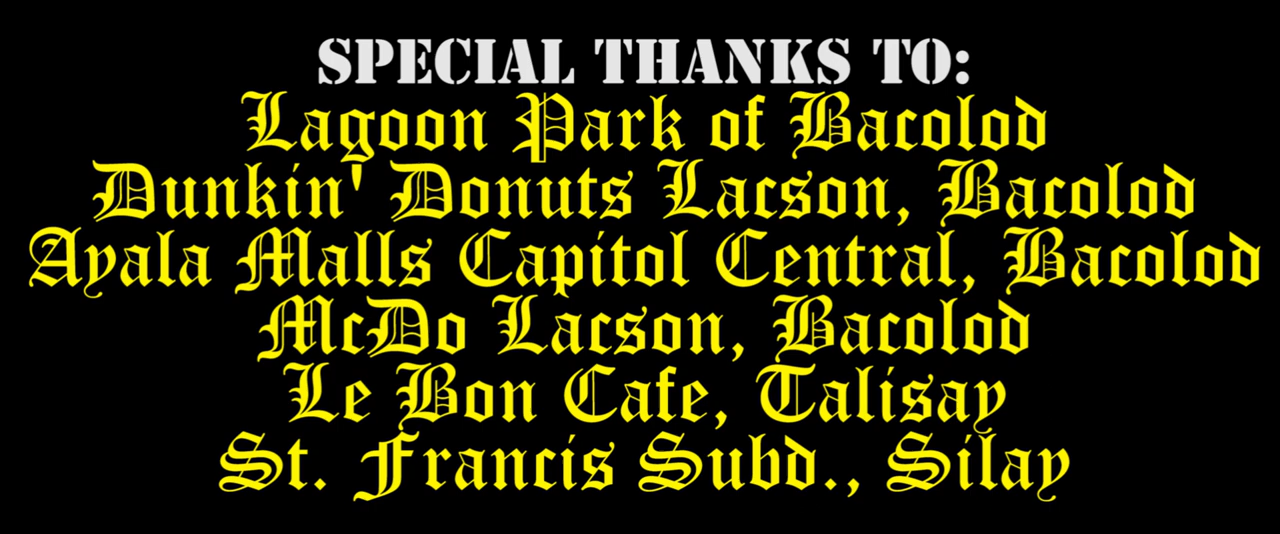 SPECIAL THANKS TO:
Lagoon Park of Bacolod
Dunkin' Donuts Lacson, Bacolod
Ayala Malls Capitol Central, Bacolod
McDo Lacson, Bacolod
Le Bon Cafe, Talisay
St. Francis Subd., Silay